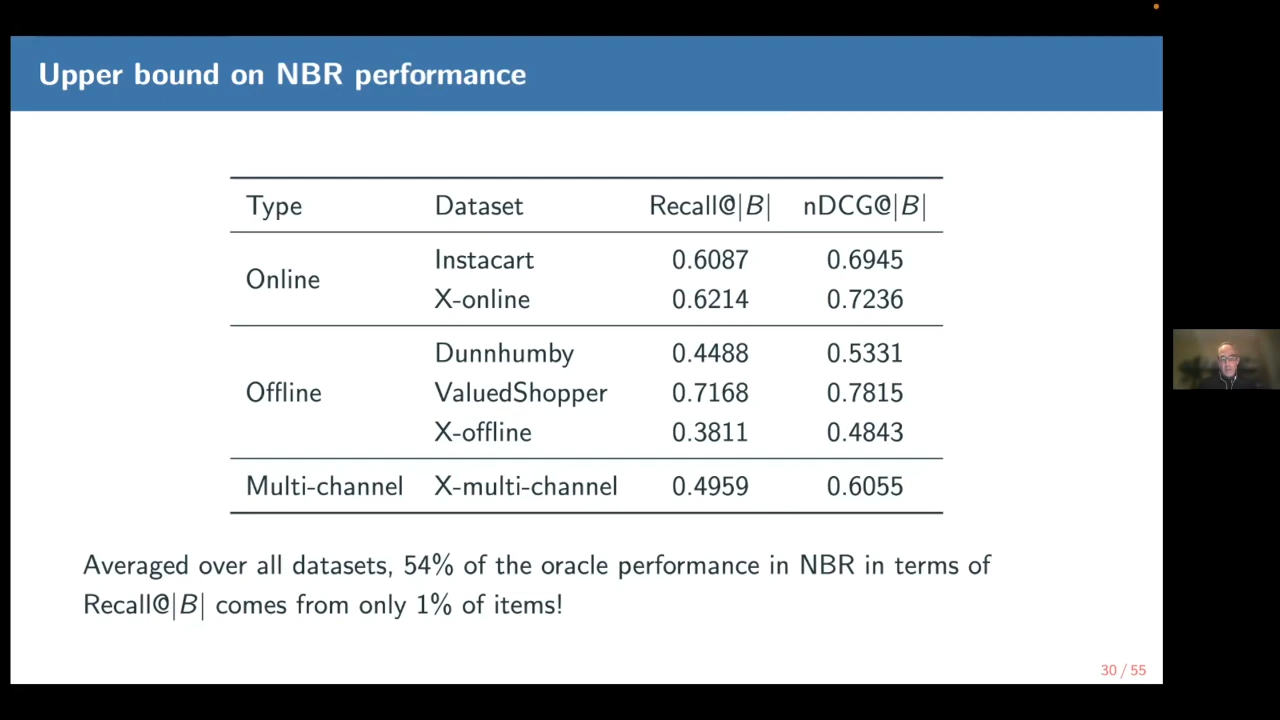 Upper bound on NBR performance
Type Dataset Recall@|B| nDCG@|B|
Online
Instacart 0.6087 0.6945
X-online 0.6214 0.7236
Offline
Dunnhumby 0.4488 0.5331
ValuedShopper 0.7168 0.7815
X-offline 0.3811 0.4843
Multi-channel X-multi-channel 0.4959 0.6055
Averaged over all datasets, 54% of the oracle performance in NBR in terms of
Recall@|B| comes from only 1% of items!
30 / 55